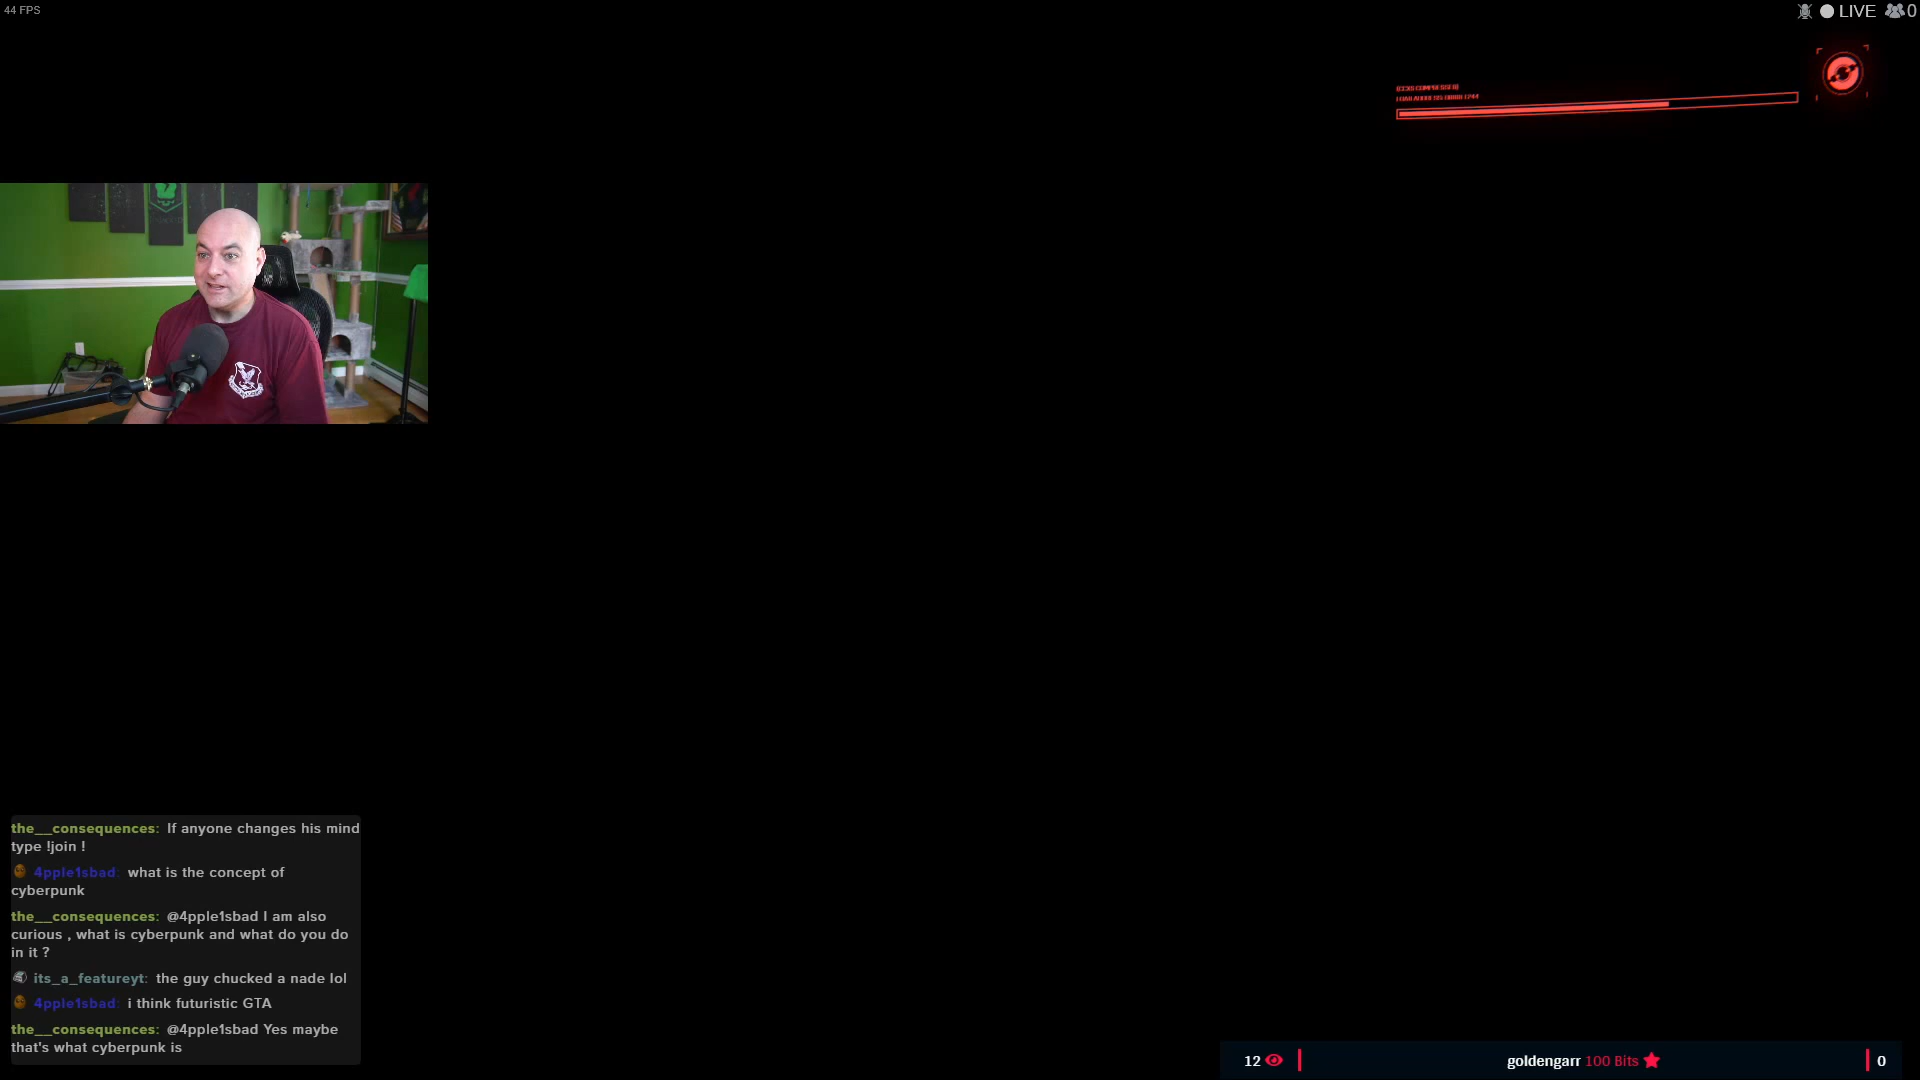 44 FPS
LIVE 0
the__consequences: If anyone changes his mind
type !join !
4pple1sbad: what is the concept of
cyberpunk
the__consequences: @4pple1sbad I am also
curious , what is cyberpunk and what do you do
in it ?
its_a_featureyt: the guy chucked a nade lol
4pple1sbad: i think futuristic GTA
the__consequences: @4pple1sbad Yes maybe
that's what cyberpunk is
12 goldengarr 100 Bits 0